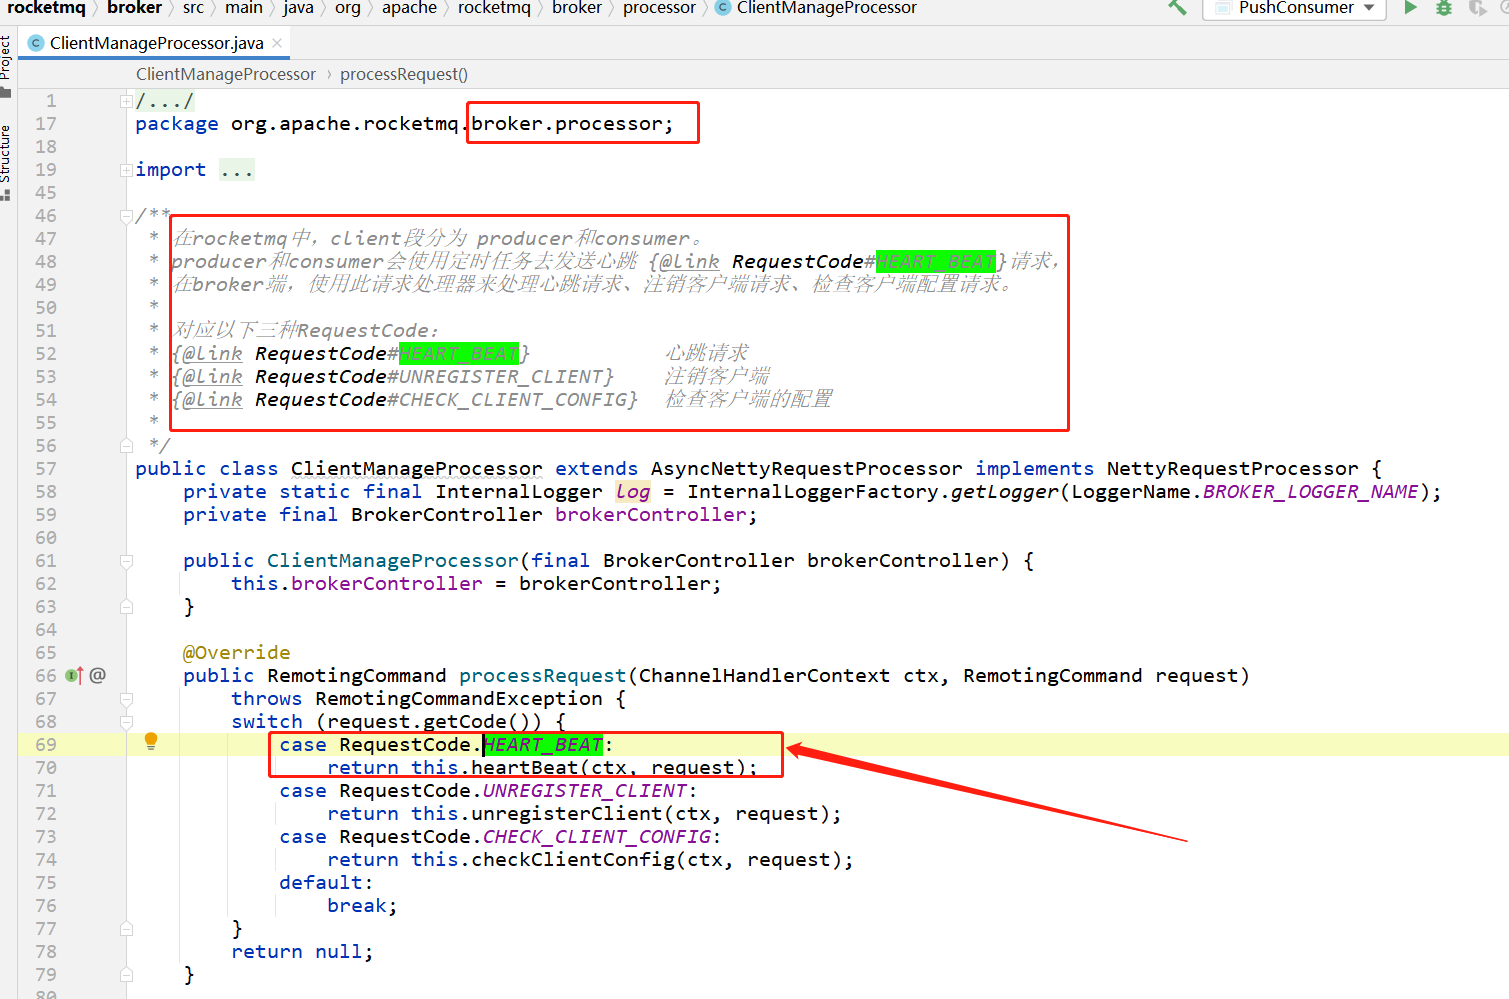 rocketmq › broker › src › main › java › org › apache › rocketmq › broker › processor › ClientManageProcessor PushConsumer
ClientManageProcessor.java
Project
Structure
ClientManageProcessor › processRequest()
1 /.../
17 package org.apache.rocketmq.broker.processor;
18
19 import ...
45
46 /**
47 * 在rocketmq中，client段分为 producer和consumer。
48 * producer和consumer会使用定时任务去发送心跳 {@link RequestCode#HEART_BEAT}请求，
49 * 在broker端，使用此请求处理器来处理心跳请求、注销客户端请求、检查客户端配置请求。
50 *
51 * 对应以下三种RequestCode：
52 * {@link RequestCode#HEART_BEAT} 心跳请求
53 * {@link RequestCode#UNREGISTER_CLIENT} 注销客户端
54 * {@link RequestCode#CHECK_CLIENT_CONFIG} 检查客户端的配置
55 *
56 */
57 public class ClientManageProcessor extends AsyncNettyRequestProcessor implements NettyRequestProcessor {
58 private static final InternalLogger log = InternalLoggerFactory.getLogger(LoggerName.BROKER_LOGGER_NAME);
59 private final BrokerController brokerController;
60
61 public ClientManageProcessor(final BrokerController brokerController) {
62 this.brokerController = brokerController;
63 }
64
65 @Override
66 public RemotingCommand processRequest(ChannelHandlerContext ctx, RemotingCommand request)
67 throws RemotingCommandException {
68 switch (request.getCode()) {
69 case RequestCode.HEART_BEAT:
70 return this.heartBeat(ctx, request);
71 case RequestCode.UNREGISTER_CLIENT:
72 return this.unregisterClient(ctx, request);
73 case RequestCode.CHECK_CLIENT_CONFIG:
74 return this.checkClientConfig(ctx, request);
75 default:
76 break;
77 }
78 return null;
79 }
80